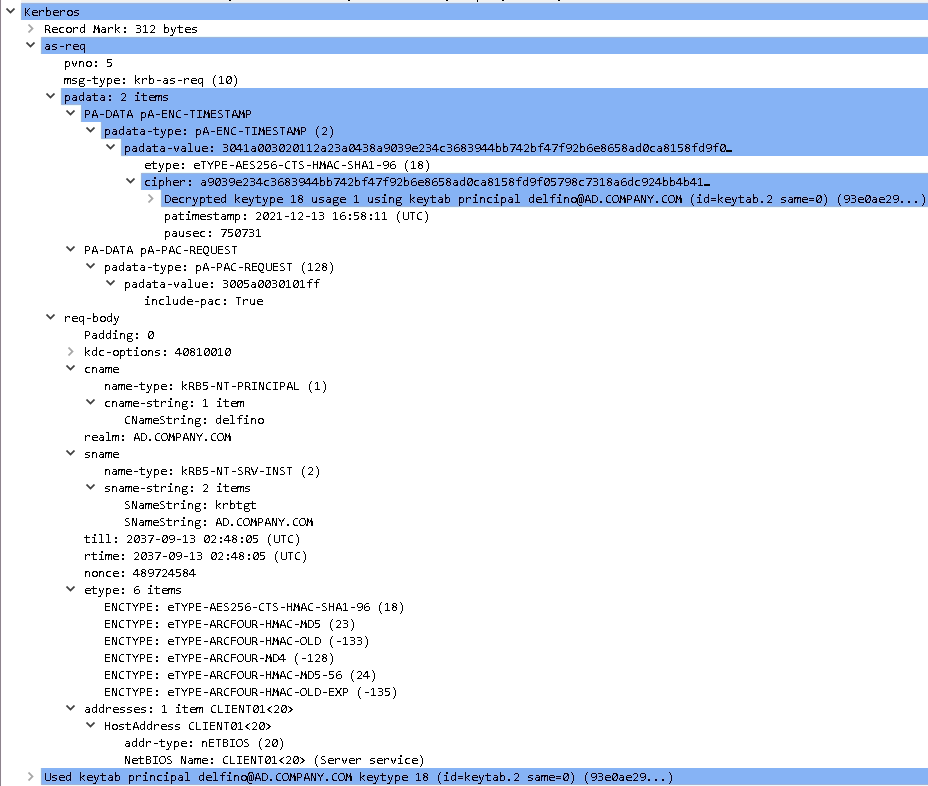 Kerberos
Record Mark: 312 bytes
as-req
pvno: 5
msg-type: krb-as-req (10)
padata: 2 items
PA-DATA pA-ENC-TIMESTAMP
padata-type: pA-ENC-TIMESTAMP (2)
padata-value: 3041a003020112a23a0438a9039e234c3683944bb742bf47f92b6e8658ad0ca8158fd9f0…
etype: eTYPE-AES256-CTS-HMAC-SHA1-96 (18)
cipher: a9039e234c3683944bb742bf47f92b6e8658ad0ca8158fd9f05798c7318a6dc924bb4b41…
Decrypted keytype 18 usage 1 using keytab principal delfino@AD.COMPANY.COM (id=keytab.2 same=0) (93e0ae29...)
patimestamp: 2021-12-13 16:58:11 (UTC)
pausec: 750731
PA-DATA pA-PAC-REQUEST
padata-type: pA-PAC-REQUEST (128)
padata-value: 3005a0030101ff
include-pac: True
req-body
Padding: 0
kdc-options: 40810010
cname
name-type: kRB5-NT-PRINCIPAL (1)
cname-string: 1 item
CNameString: delfino
realm: AD.COMPANY.COM
sname
name-type: kRB5-NT-SRV-INST (2)
sname-string: 2 items
SNameString: krbtgt
SNameString: AD.COMPANY.COM
till: 2037-09-13 02:48:05 (UTC)
rtime: 2037-09-13 02:48:05 (UTC)
nonce: 489724584
etype: 6 items
ENCTYPE: eTYPE-AES256-CTS-HMAC-SHA1-96 (18)
ENCTYPE: eTYPE-ARCFOUR-HMAC-MD5 (23)
ENCTYPE: eTYPE-ARCFOUR-HMAC-OLD (-133)
ENCTYPE: eTYPE-ARCFOUR-MD4 (-128)
ENCTYPE: eTYPE-ARCFOUR-HMAC-MD5-56 (24)
ENCTYPE: eTYPE-ARCFOUR-HMAC-OLD-EXP (-135)
addresses: 1 item CLIENT01<20>
HostAddress CLIENT01<20>
addr-type: nETBIOS (20)
NetBIOS Name: CLIENT01<20> (Server service)
Used keytab principal delfino@AD.COMPANY.COM keytype 18 (id=keytab.2 same=0) (93e0ae29...)